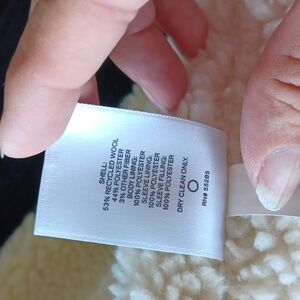 SHELL:
53% RECYCLED WOOL
44% POLYESTER
3% OTHER FIBER
BODY LINING:
100% POLYESTER
SLEEVE LINING:
100% POLYESTER
SLEEVE FILLING:
100% POLYESTER
DRY CLEAN ONLY.
RN# 55285